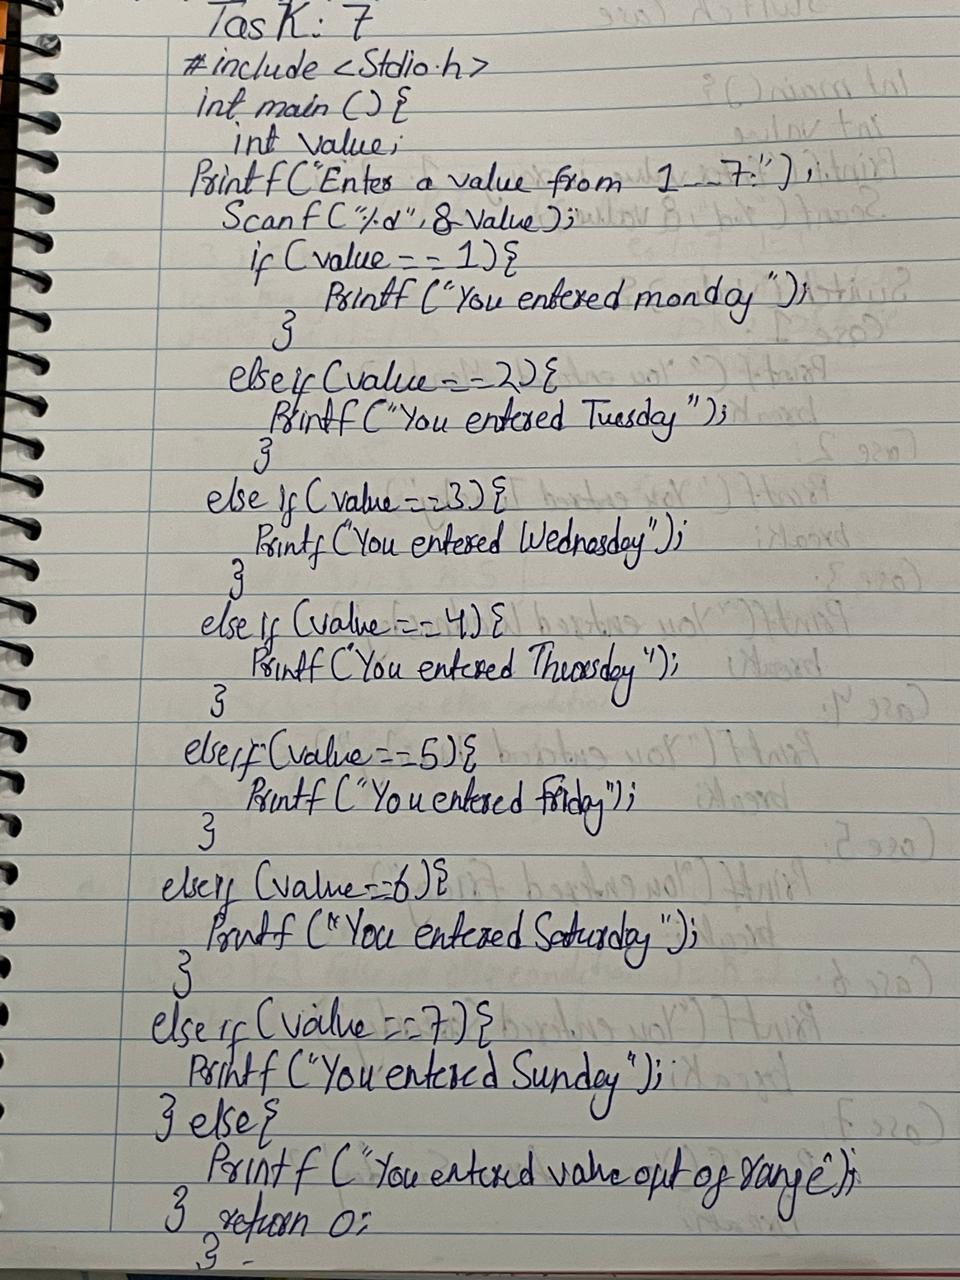 Task: 7
#include <Stdio.h>
int main () {
int value;
Printf("Enter a value from 1---7:");
Scanf("%d", & value);
if (value == 1) {
Printf ("You entered monday");
}
else if (value == 2) {
Printf ("You entered Tuesday");
}
else if (value == 3) {
Printf ("You entered Wednesday");
}
else if (value == 4) {
Printf ("You entered Thuresday");
}
else if (value == 5) {
Printf ("You entered friday");
}
else if (value == 6) {
Printf ("You entered Saturday");
}
else if (value == 7) {
Printf ("You entered Sunday");
} else {
Printf ("You entered value opt of range");
} return 0;
}